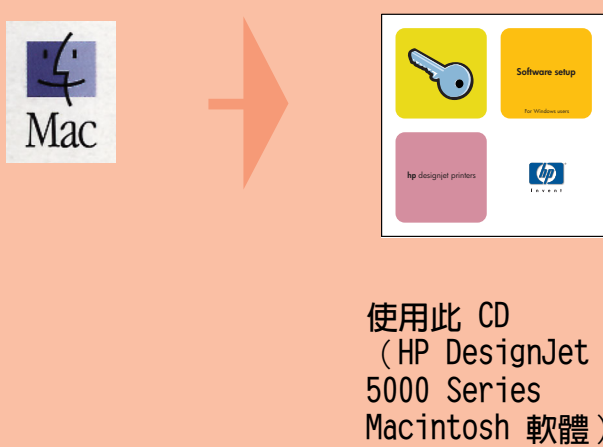 Mac
Software setup
For Windows users
hp designjet printers
hp
invent
使用此 CD
（HP DesignJet
5000 Series
Macintosh 軟體）